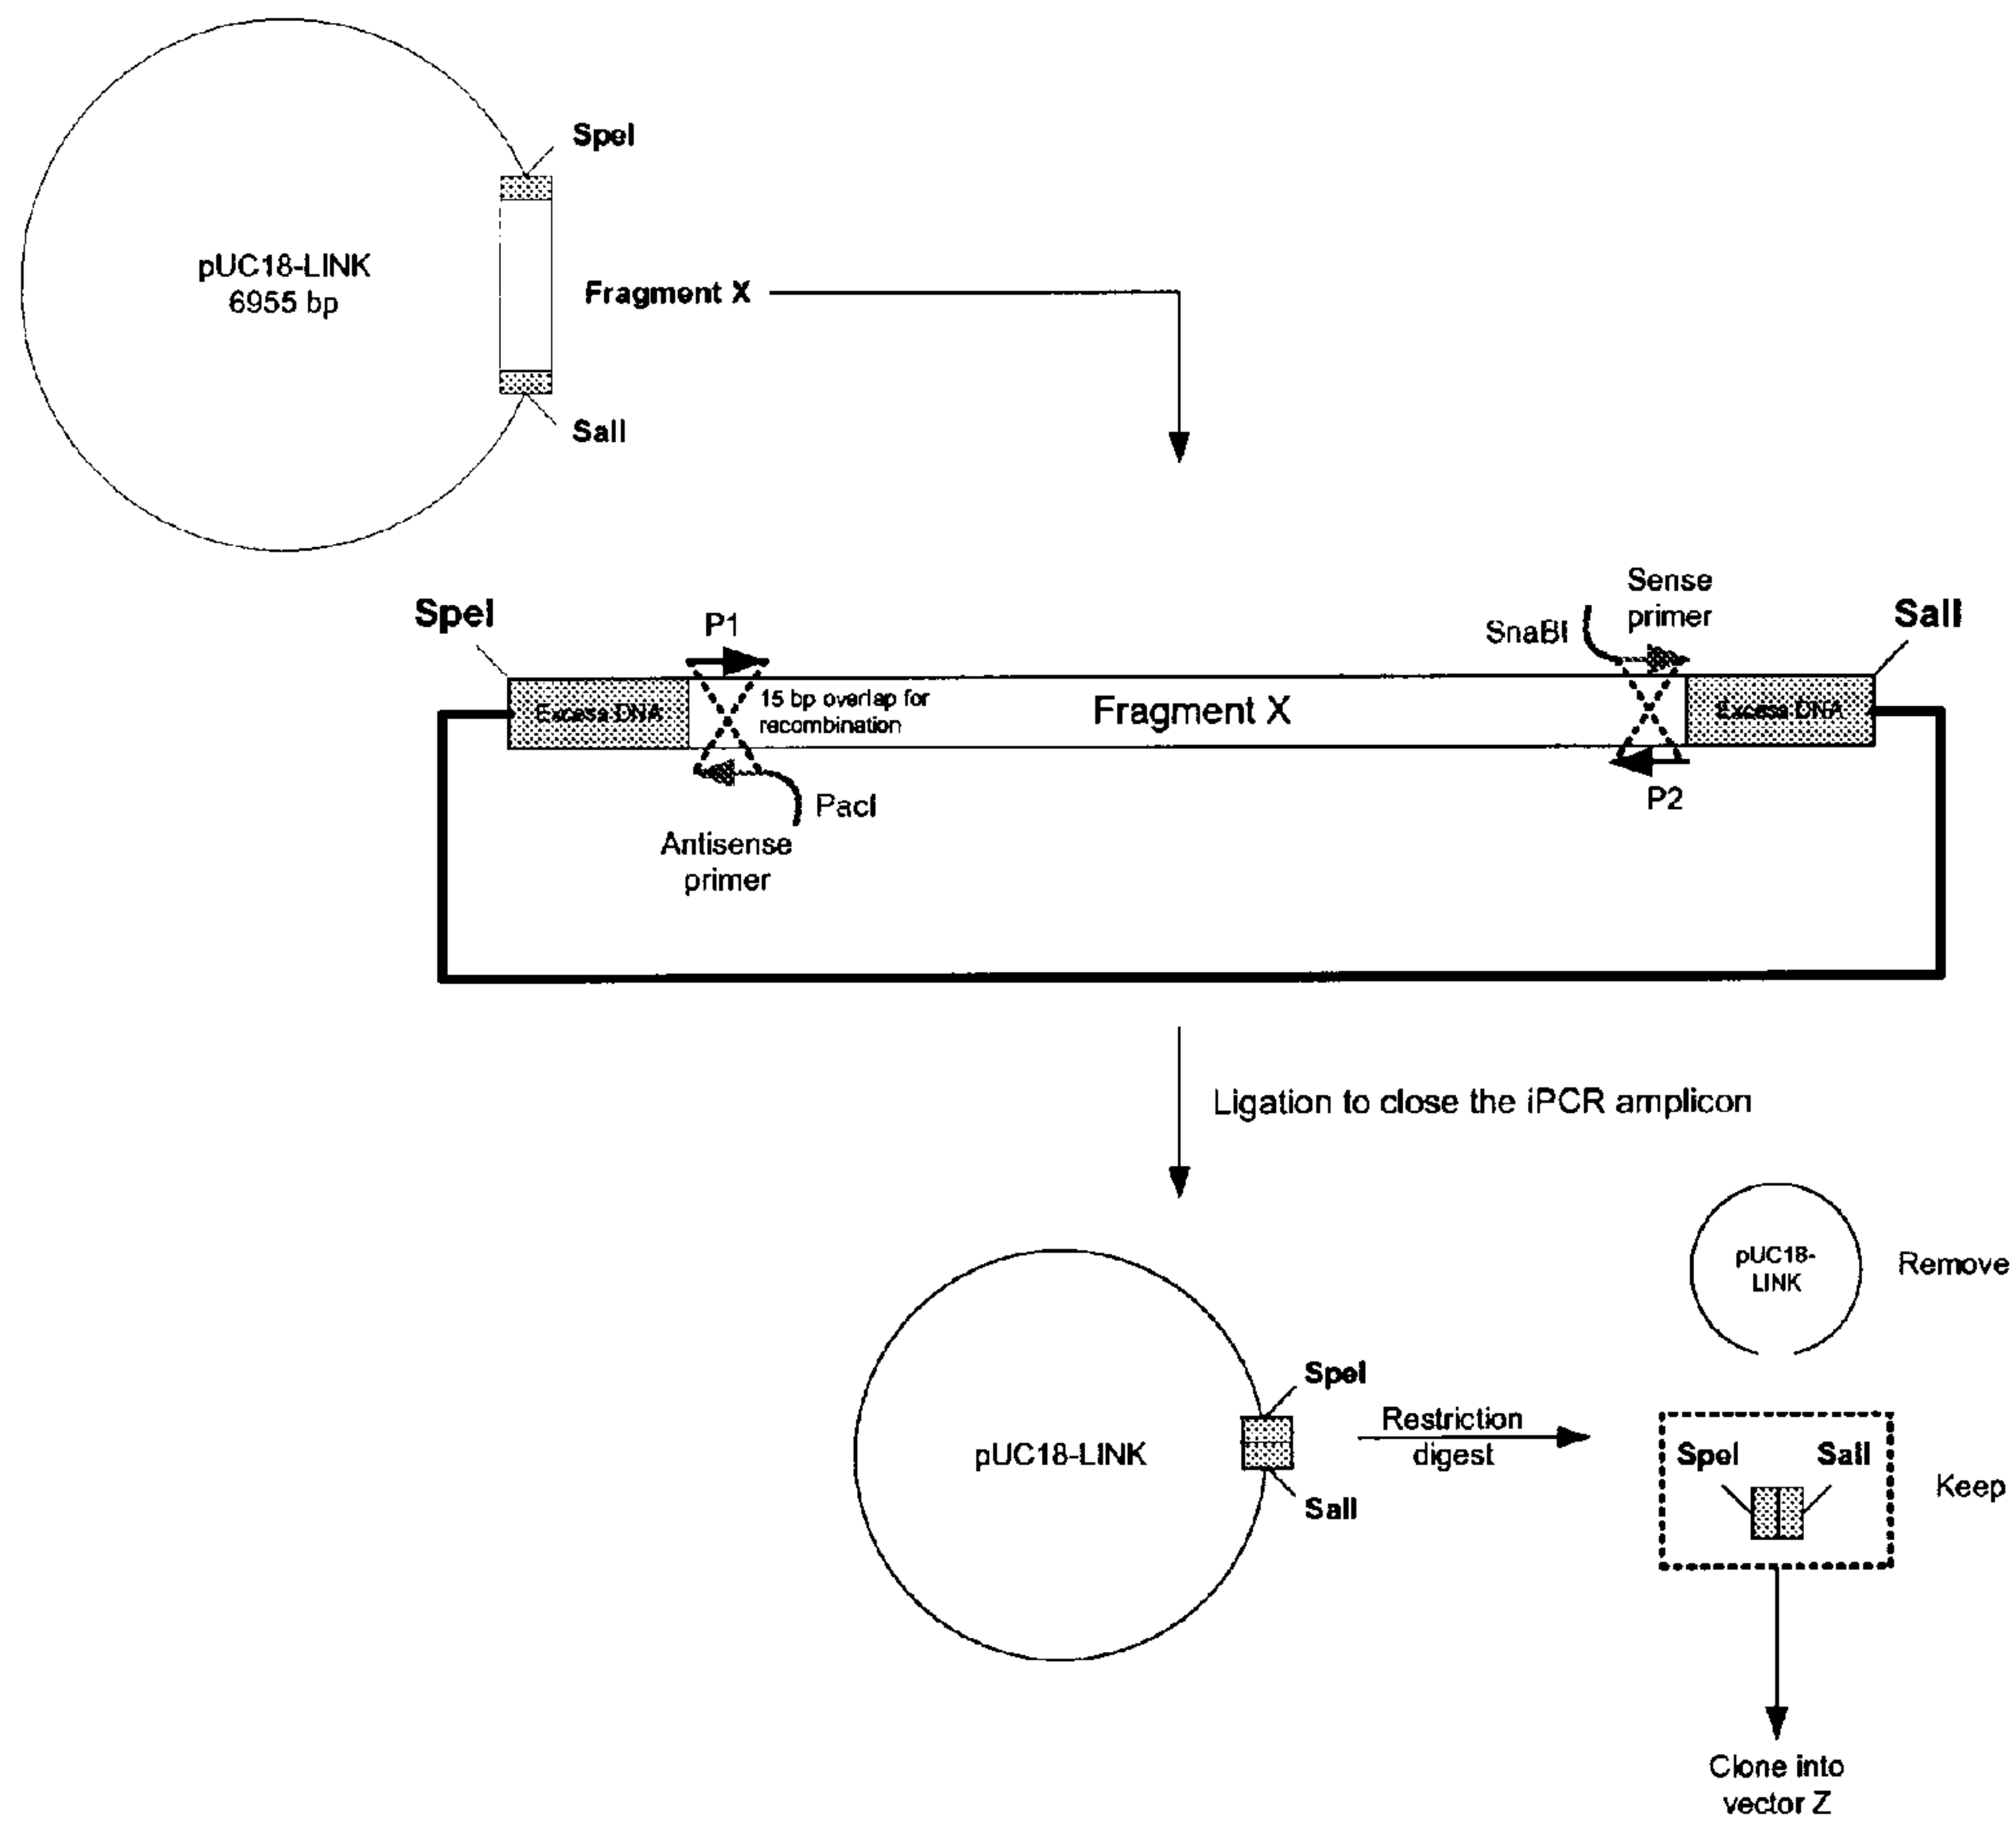 SpeI
pUC18-LINK
6955 bp
Fragment X
SalI
SpeI
P1
SnaBI
Sense
primer
SalI
Excess DNA
15 bp overlap for
recombination
Fragment X
Excess DNA
PacI
Antisense
primer
P2
Ligation to close the iPCR amplicon
pUC18-
LINK
Remove
SpeI
pUC18-LINK
SalI
Restriction
digest
SpeI
SalI
Keep
Clone into
vector Z